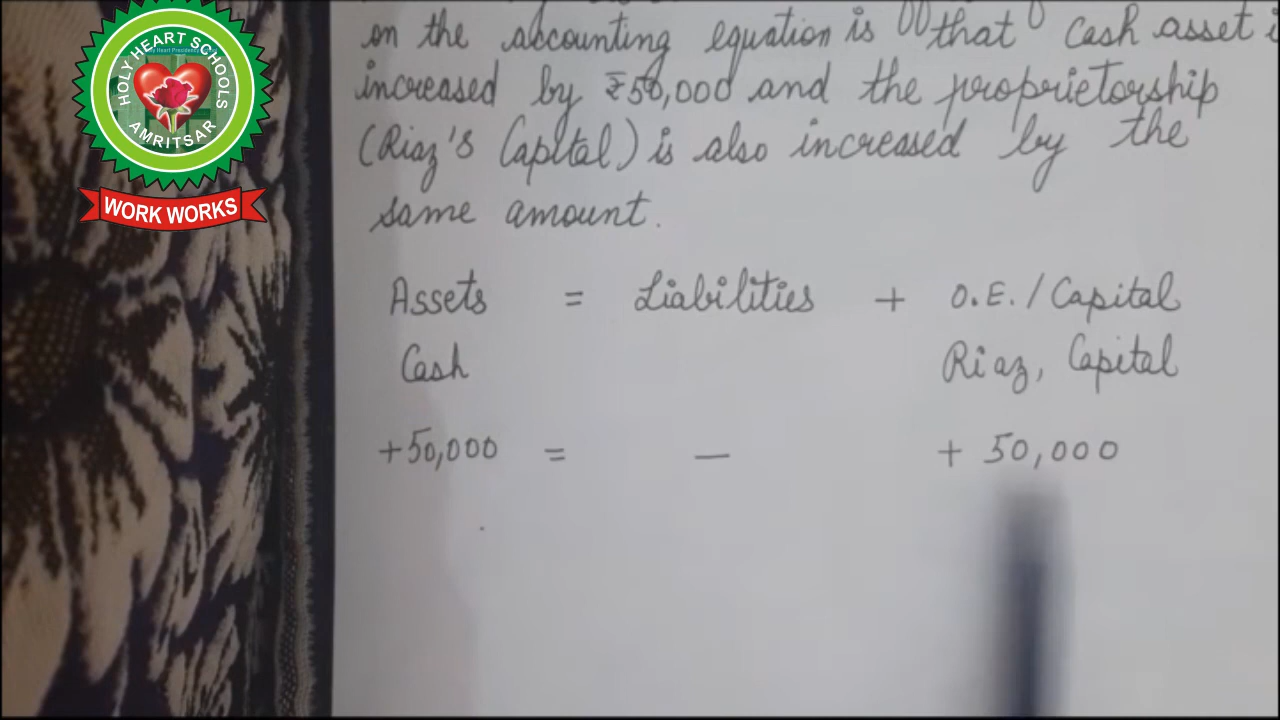 HOLY HEART SCHOOLS
AMRITSAR
WORK WORKS
on the accounting equation is that cash asset
increased by ₹50,000 and the proprietorship
(Riaz's Capital) is also increased by the
same amount.
Assets = Liabilities + O.E./Capital
Cash Riaz, Capital
+50,000 = — + 50,000